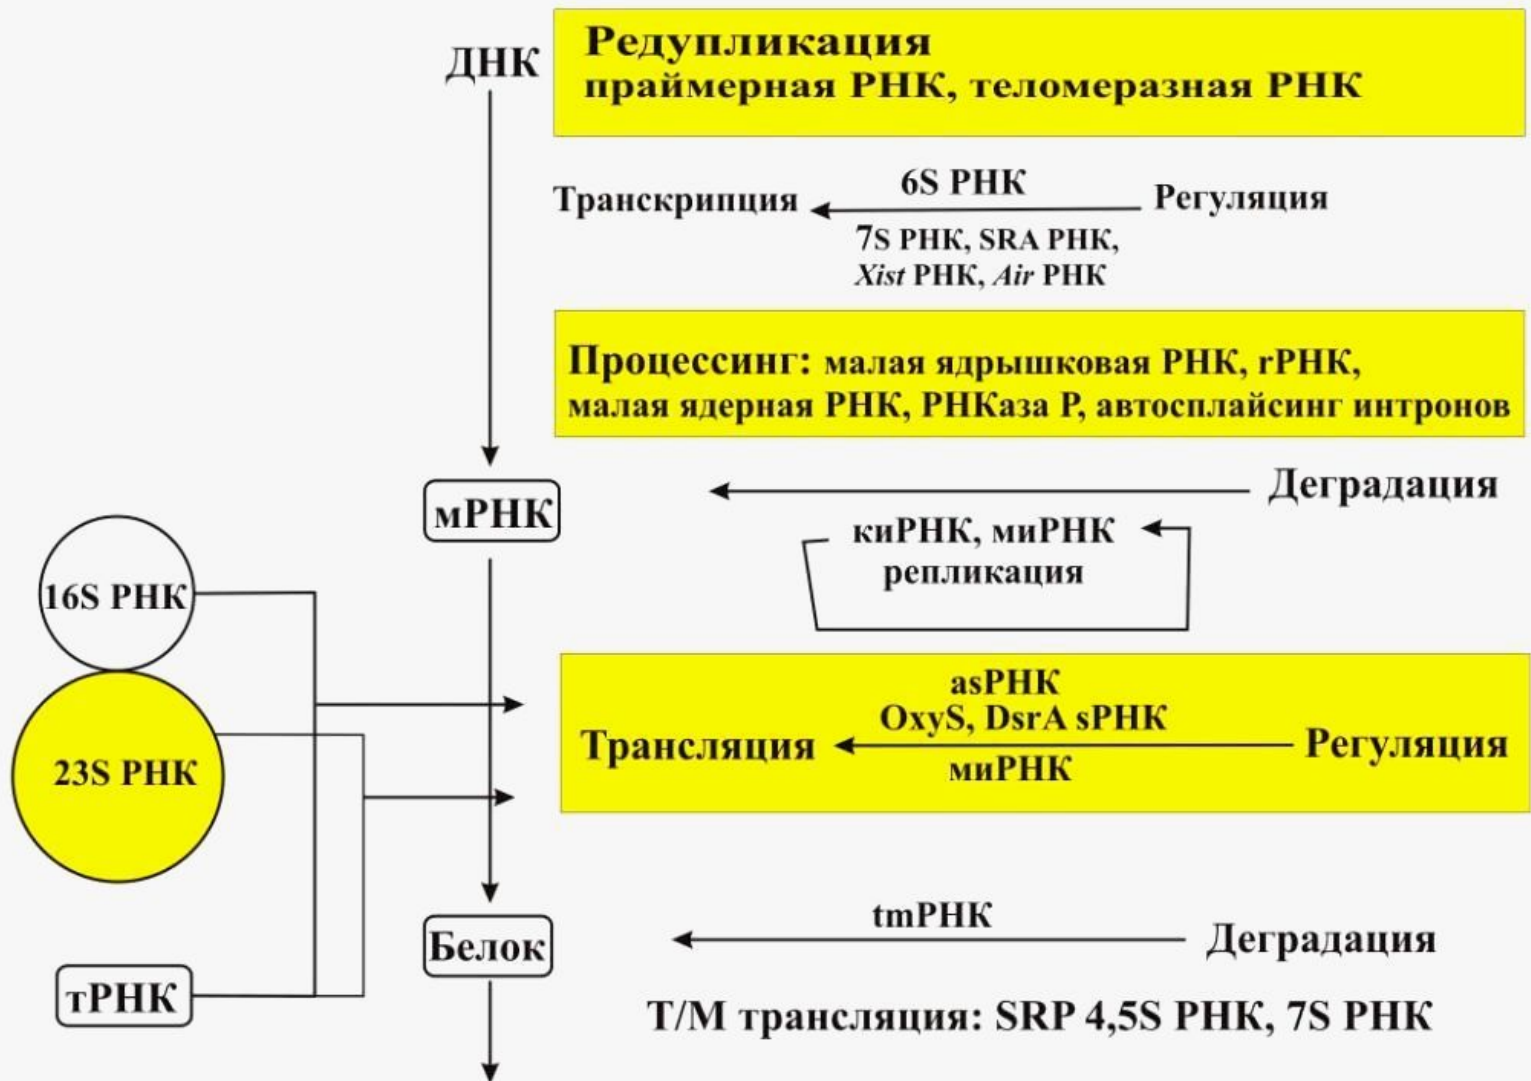 ДНК
Редупликация
праймерная РНК, теломеразная РНК
6S РНК
Транскрипция
Регуляция
7S РНК, SRA РНК,
Xist РНК, Air РНК
Процессинг: малая ядрышковая РНК, rРНК,
малая ядерная РНК, РНКаза Р, автосплайсинг интронов
мРНК
Деградация
киРНК, миРНК
репликация
16S РНК
23S РНК
тРНК
asРНК
OxyS, DsrA sРНК
Трансляция
Регуляция
миРНК
Белок
tmРНК
Деградация
Т/М трансляция: SRP 4,5S РНК, 7S РНК